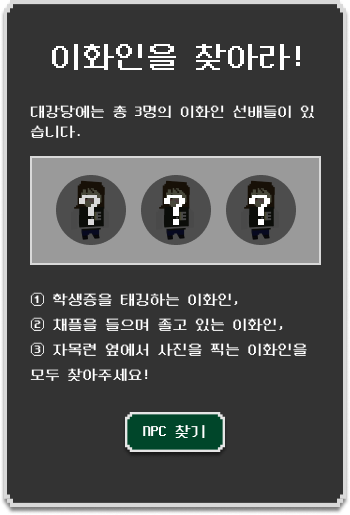 이화인을 찾아라!
대강당에는 총 3명의 이화인 선배들이 있
습니다.
? ? ?
① 학생증을 태깅하는 이화인,
② 채플을 들으며 졸고 있는 이화인,
③ 자목련 옆에서 사진을 찍는 이화인을
모두 찾아주세요!
NPC 찾기